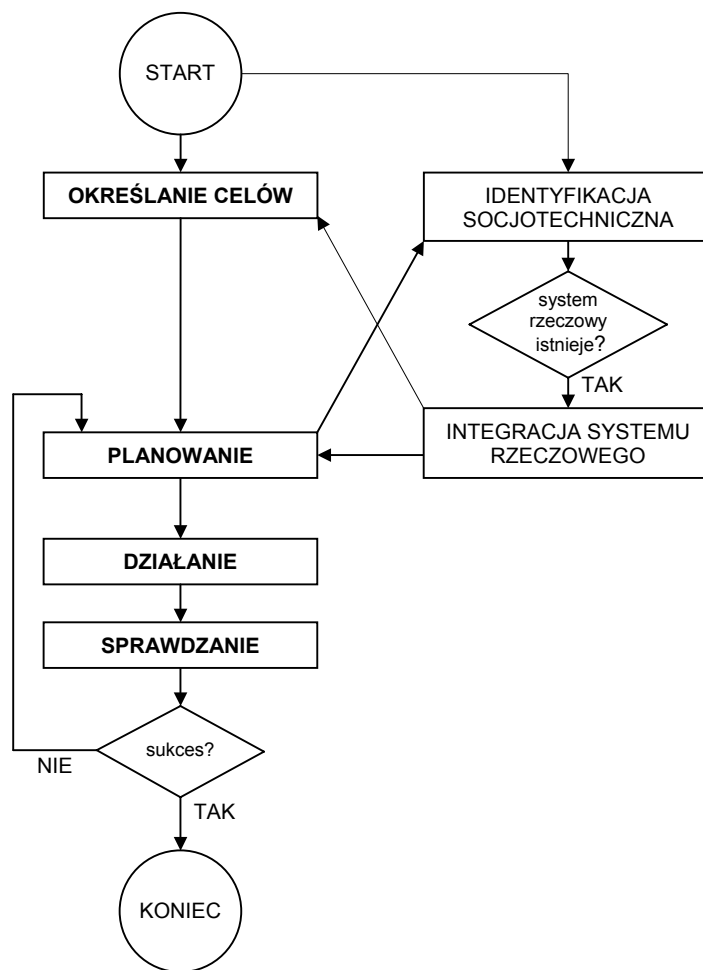 START
OKREŚLANIE CELÓW
IDENTYFIKACJA
SOCJOTECHNICZNA
system
rzeczowy
istnieje?
TAK
PLANOWANIE
INTEGRACJA SYSTEMU
RZECZOWEGO
DZIAŁANIE
SPRAWDZANIE
sukces?
NIE
TAK
KONIEC